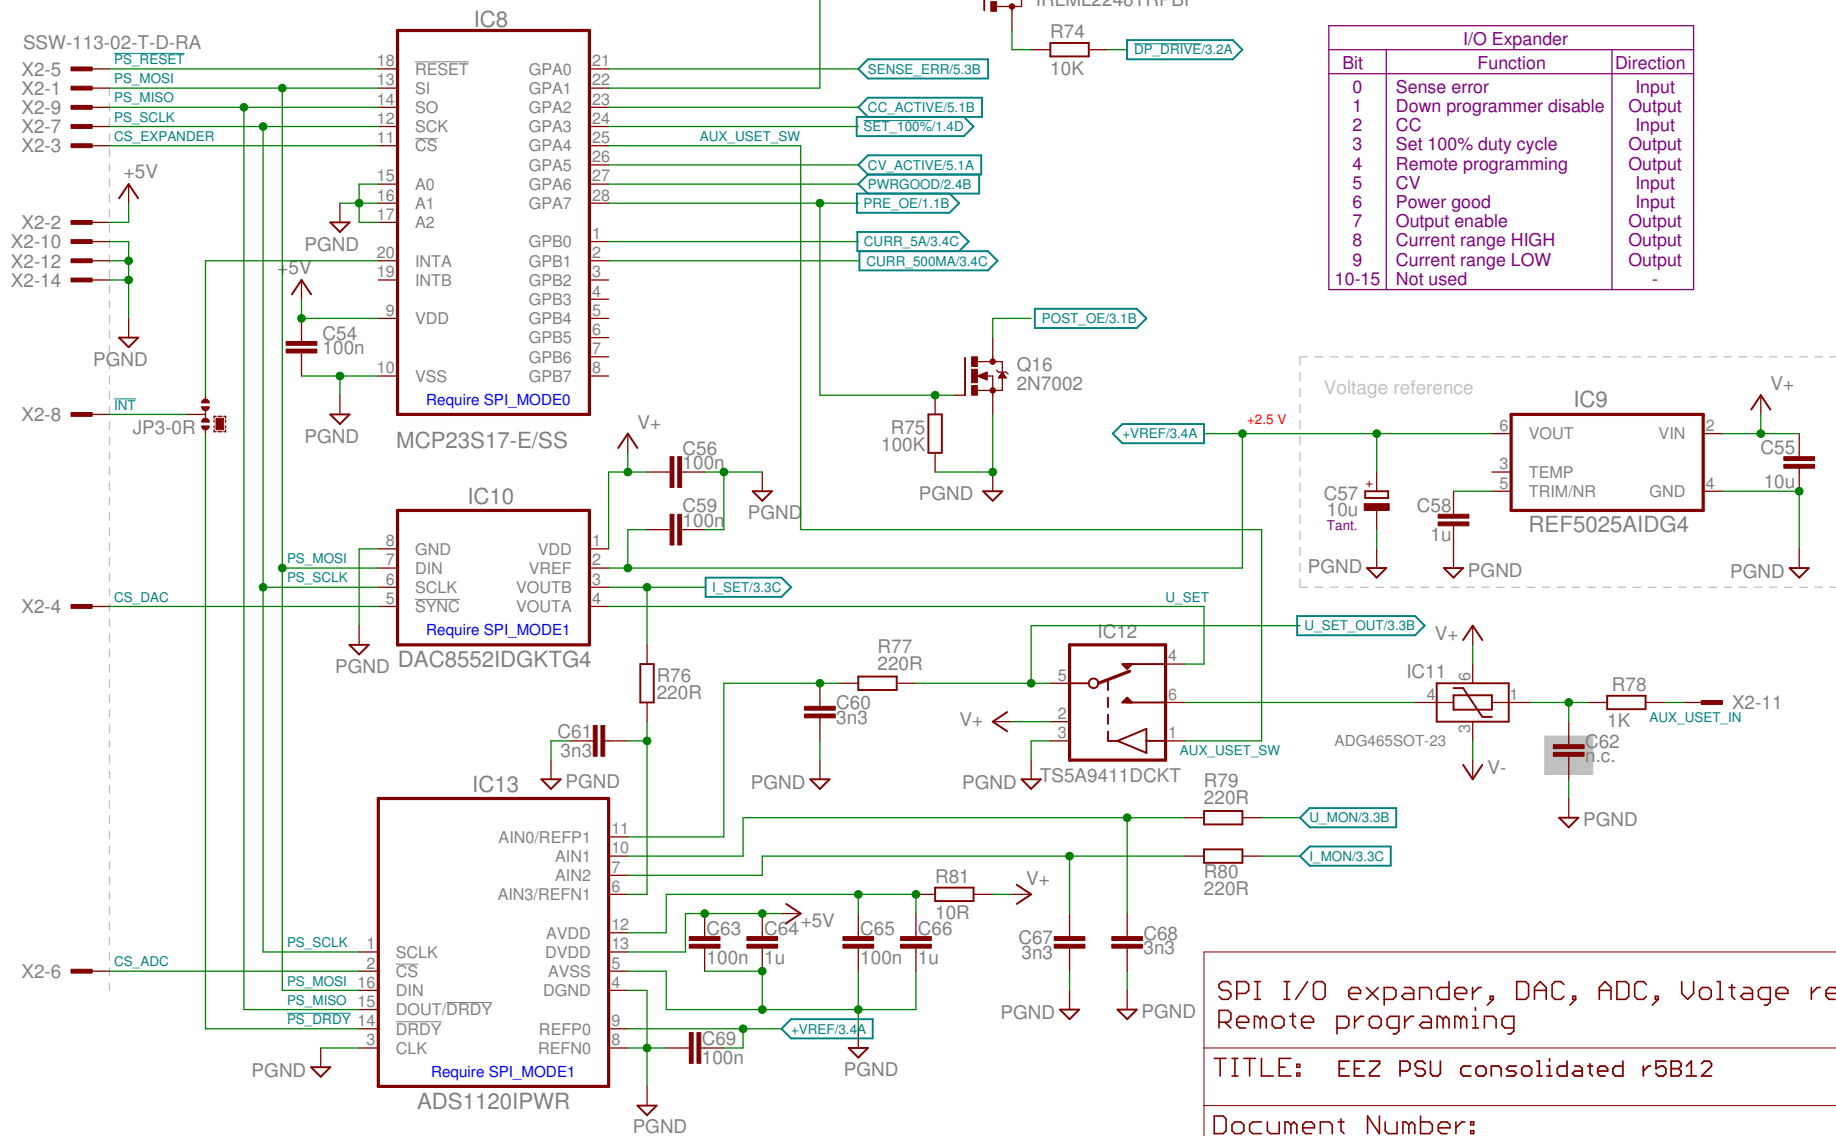 IC8
SSW-113-02-T-D-RA
X2-5
PS_RESET
X2-1
PS_MOSI
X2-9
PS_MISO
X2-7
PS_SCLK
X2-3
CS_EXPANDER
18 RESET
13 SI
14 SO
12 SCK
11 CS
15 A0
16 A1
17 A2
20 INTA
19 INTB
9 VDD
10 VSS
GPA0 21
GPA1 22
GPA2 23
GPA3 24
GPA4 25
GPA5 26
GPA6 27
GPA7 28
GPB0 1
GPB1 2
GPB2 3
GPB3 4
GPB4 5
GPB5 6
GPB6 7
GPB7 8
Require SPI_MODE0
MCP23S17-E/SS
+5V
X2-2
X2-10
X2-12
X2-14
PGND
PGND
+5V
C54
100n
PGND
X2-8
INT
JP3-0R
R74
10K
DP_DRIVE/3.2A
SENSE_ERR/5.3B
CC_ACTIVE/5.1B
SET_100%/1.4D
AUX_USET_SW
CV_ACTIVE/5.1A
PWRGOOD/2.4B
PRE_OE/1.1B
CURR_5A/3.4C
CURR_500MA/3.4C
POST_OE/3.1B
Q16
2N7002
R75
100K
PGND
I/O Expander
Bit Function Direction
0 Sense error Input
1 Down programmer disable Output
2 CC Input
3 Set 100% duty cycle Output
4 Remote programming Output
5 CV Input
6 Power good Input
7 Output enable Output
8 Current range HIGH Output
9 Current range LOW Output
10-15 Not used -
Voltage reference
IC9
V+
6 VOUT VIN 2
3 TEMP
5 TRIM/NR GND 4
REF5025AIDG4
C55
10u
C57
10u
Tant.
C58
1u
PGND
PGND
PGND
+VREF/3.4A
+2.5 V
V+
C56
100n
C59
100n
PGND
IC10
8 GND VDD 1
7 DIN VREF 2
6 SCLK VOUTB 3
5 SYNC VOUTA 4
Require SPI_MODE1
DAC8552IDGKTG4
PS_MOSI
PS_SCLK
X2-4
CS_DAC
PGND
I_SET/3.3C
U_SET
U_SET_OUT/3.3B
R76
220R
R77
220R
C60
3n3
C61
3n3
PGND
PGND
IC12
5
4
6
2
3
1
V+
PGND
TS5A9411DCKT
AUX_USET_SW
V+
IC11
4
6
1
3
ADG465SOT-23
V-
R78
1K
X2-11
AUX_USET_IN
C62
n.c.
PGND
R79
220R
U_MON/3.3B
R80
220R
I_MON/3.3C
IC13
AIN0/REFP1 11
AIN1 10
AIN2 7
AIN3/REFN1 6
AVDD 12
DVDD 13
AVSS 5
DGND 4
REFP0 9
REFN0 8
1 SCLK
2 CS
16 DIN
15 DOUT/DRDY
14 DRDY
3 CLK
Require SPI_MODE1
ADS1120IPWR
PS_SCLK
X2-6
CS_ADC
PS_MOSI
PS_MISO
PS_DRDY
PGND
R81
10R
V+
+5V
C63
100n
C64
1u
C65
100n
C66
1u
C67
3n3
C68
3n3
PGND
PGND
C69
100n
+VREF/3.4A
PGND
PGND
SPI I/O expander, DAC, ADC, Voltage re
Remote programming
TITLE: EEZ PSU consolidated r5B12
Document Number: